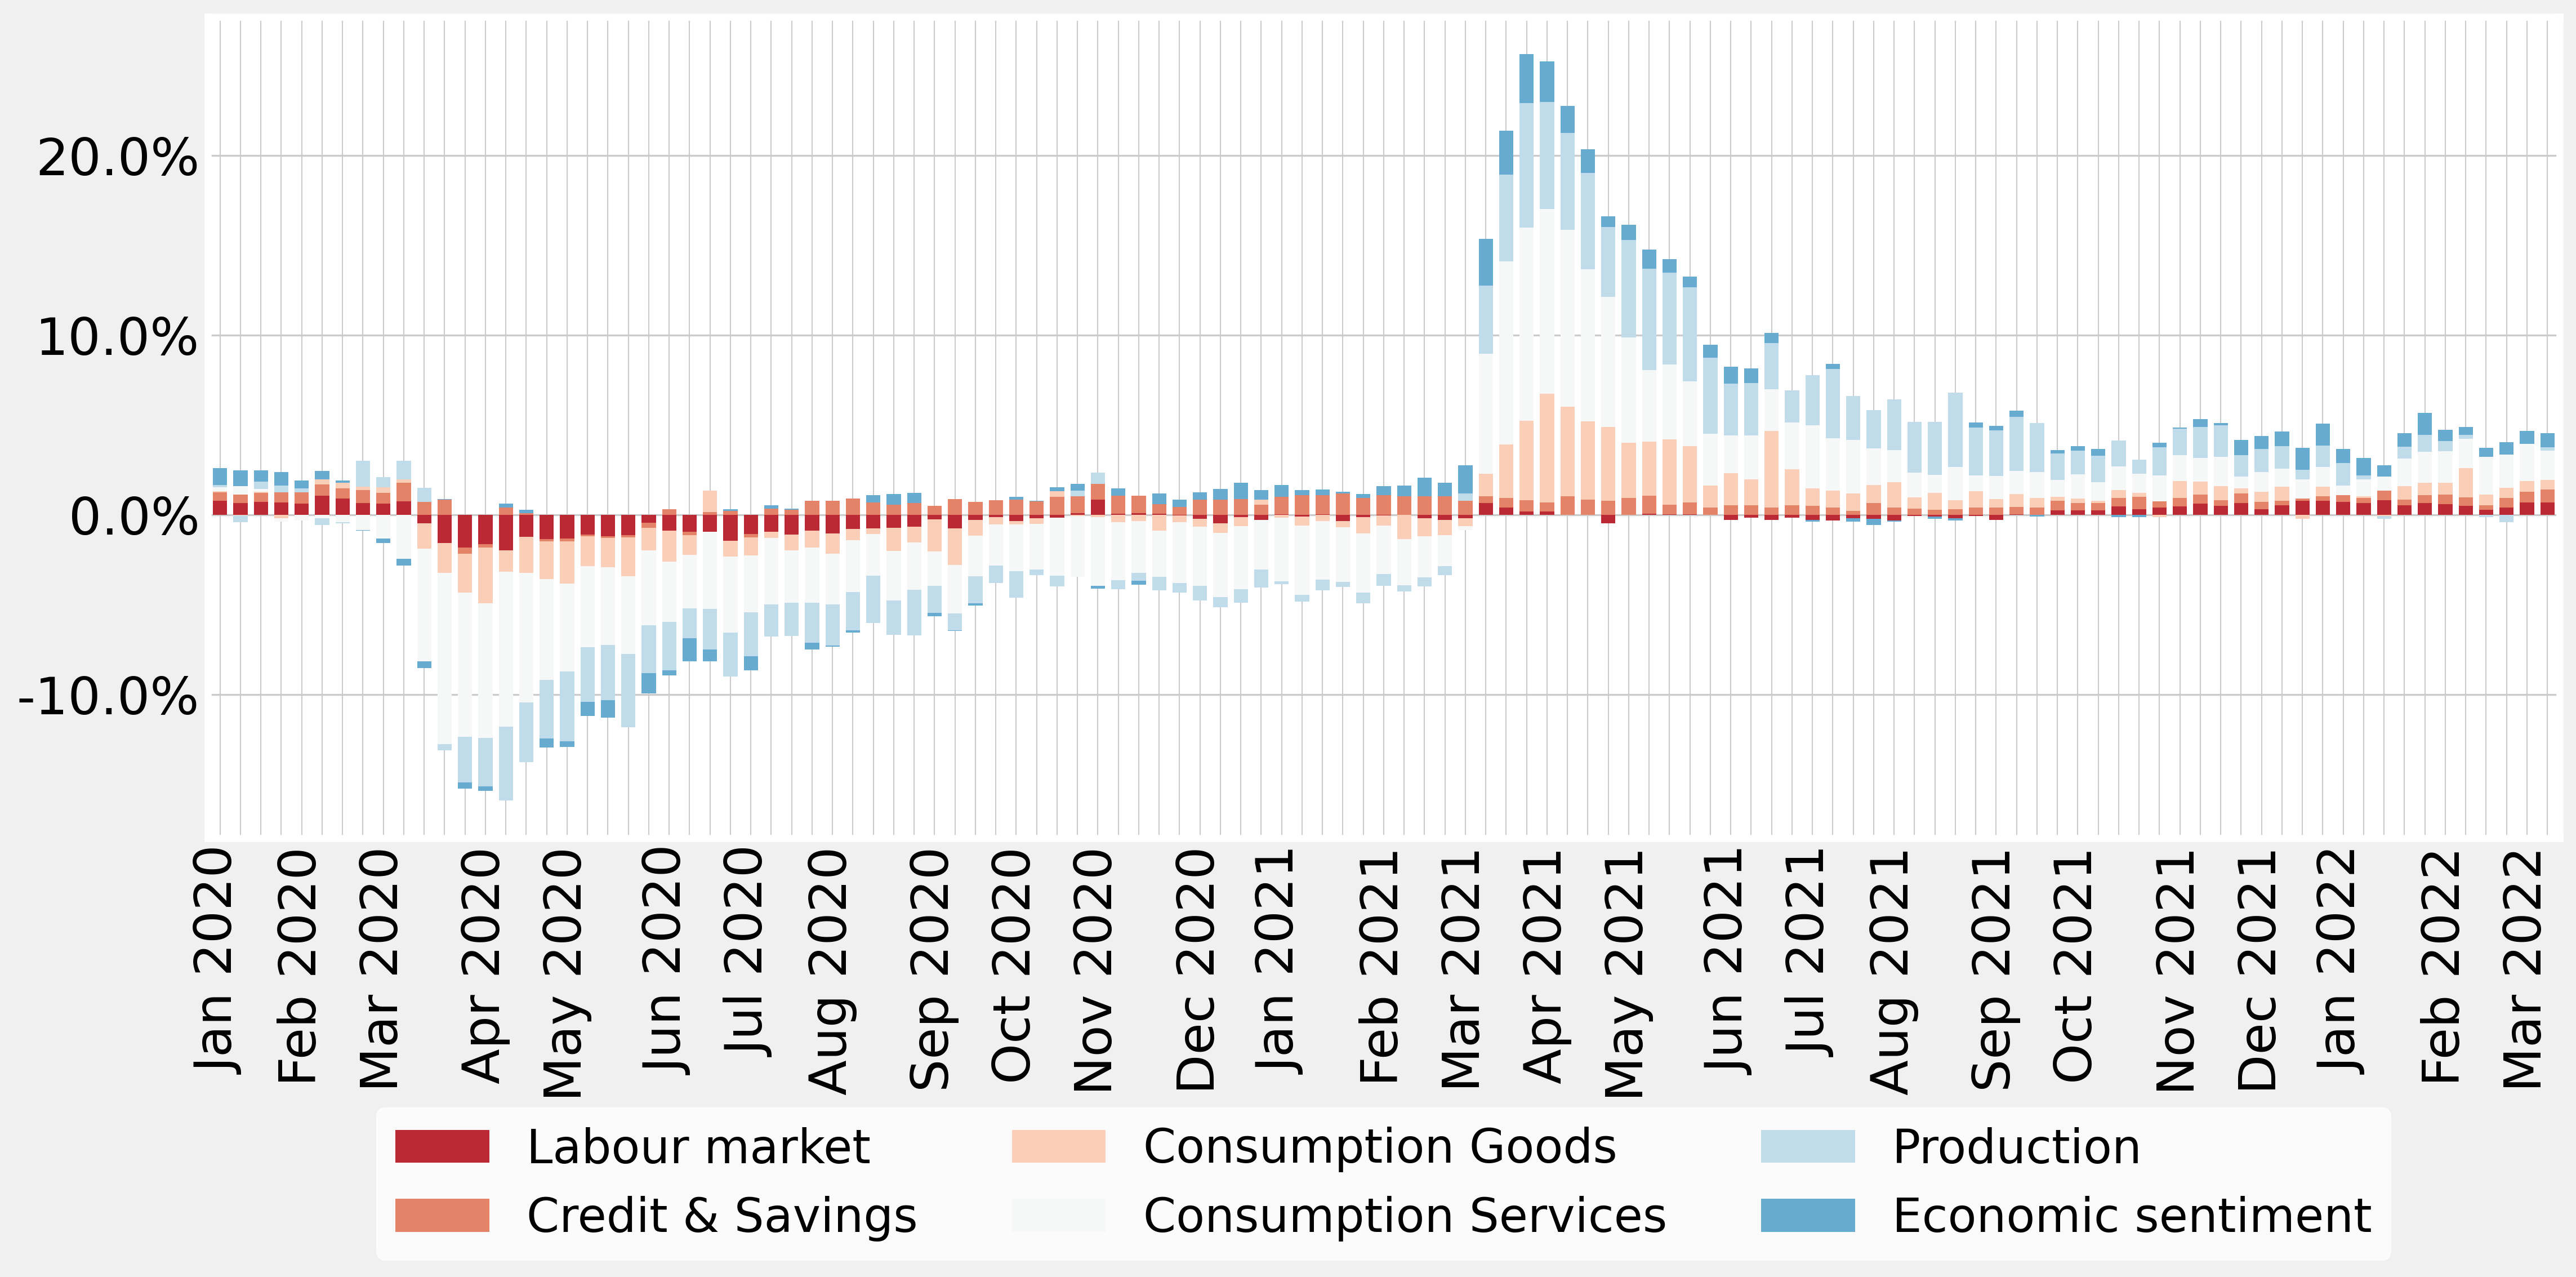 20.0%
10.0%
0.0%
-10.0%
Jan 2020
Feb 2020
Mar 2020
Apr 2020
May 2020
Jun 2020
Jul 2020
Aug 2020
Sep 2020
Oct 2020
Nov 2020
Dec 2020
Jan 2021
Feb 2021
Mar 2021
Apr 2021
May 2021
Jun 2021
Jul 2021
Aug 2021
Sep 2021
Oct 2021
Nov 2021
Dec 2021
Jan 2022
Feb 2022
Mar 2022
Labour market
Credit & Savings
Consumption Goods
Consumption Services
Production
Economic sentiment